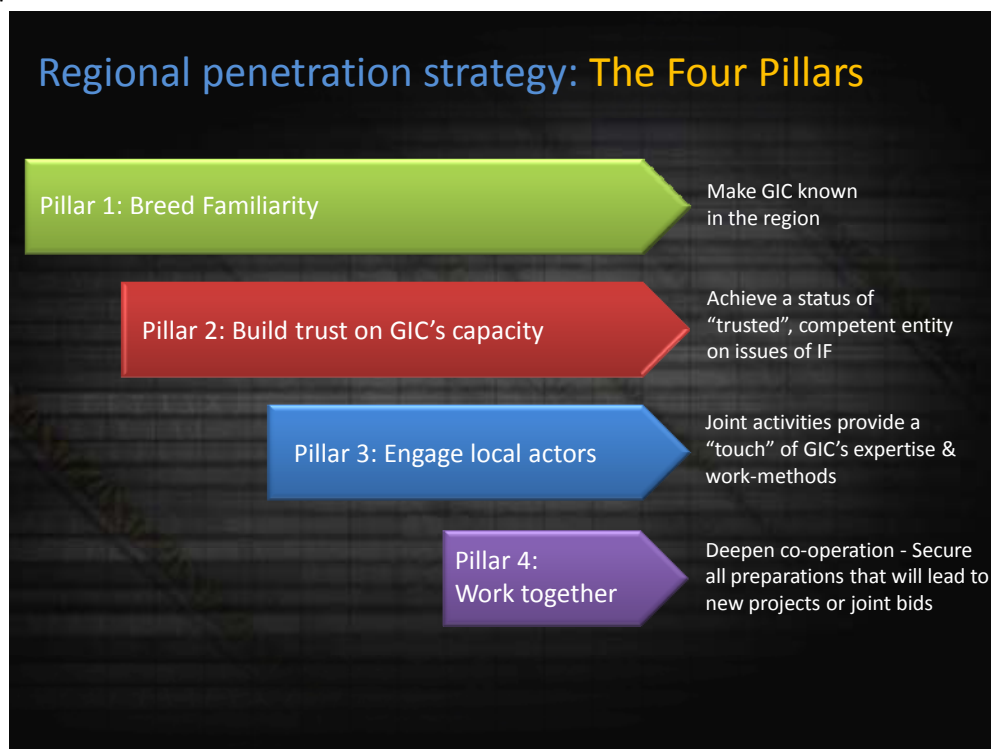 Regional penetration strategy: The Four Pillars
Pillar 1: Breed Familiarity
Make GIC known
in the region
Pillar 2: Build trust on GIC's capacity
Achieve a status of
“trusted”, competent entity
on issues of IF
Pillar 3: Engage local actors
Joint activities provide a
“touch” of GIC's expertise &
work-methods
Pillar 4:
Work together
Deepen co-operation - Secure
all preparations that will lead to
new projects or joint bids